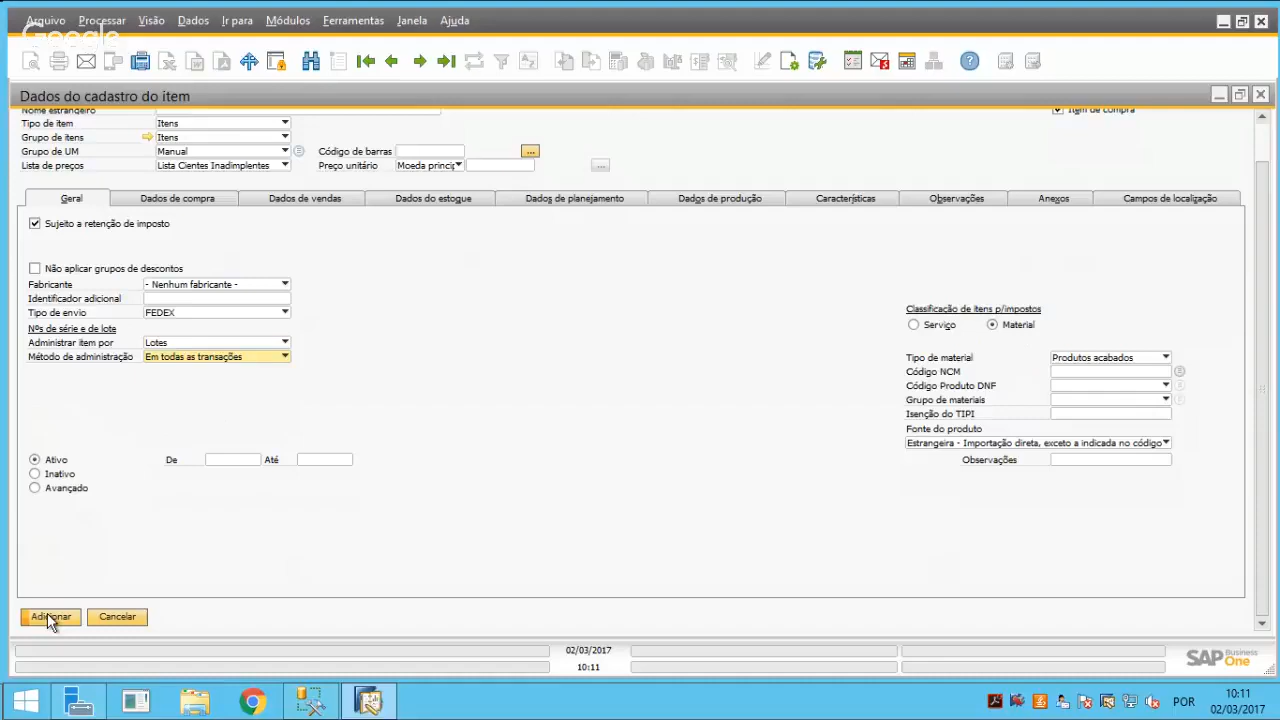 Arquivo Processar Visão Dados Ir para Módulos Ferramentas Janela Ajuda
Google
Dados do cadastro do item
Nome estrangeiro
Item de compra
Tipo de item Itens
Grupo de itens Itens
Grupo de UM Manual Código de barras ...
Lista de preços Lista Cientes Inadimplentes Preço unitário Moeda princip ...
Geral Dados de compra Dados de vendas Dados do estoque Dados de planejamento Dados de produção Características Observações Anexos Campos de localização
Sujeito a retenção de imposto
Não aplicar grupos de descontos
Fabricante - Nenhum fabricante -
Identificador adicional
Tipo de envio FEDEX
Nºs de série e de lote
Administrar item por Lotes
Método de administração Em todas as transações
Classificação de itens p/impostos
Serviço Material
Tipo de material Produtos acabados
Código NCM
Código Produto DNF
Grupo de materiais
Isenção do TIPI
Fonte do produto
Estrangeira - Importação direta, exceto a indicada no código
Observações
Ativo De Até
Inativo
Avançado
Adicionar Cancelar
02/03/2017
10:11
SAP Business One
POR
10:11
02/03/2017